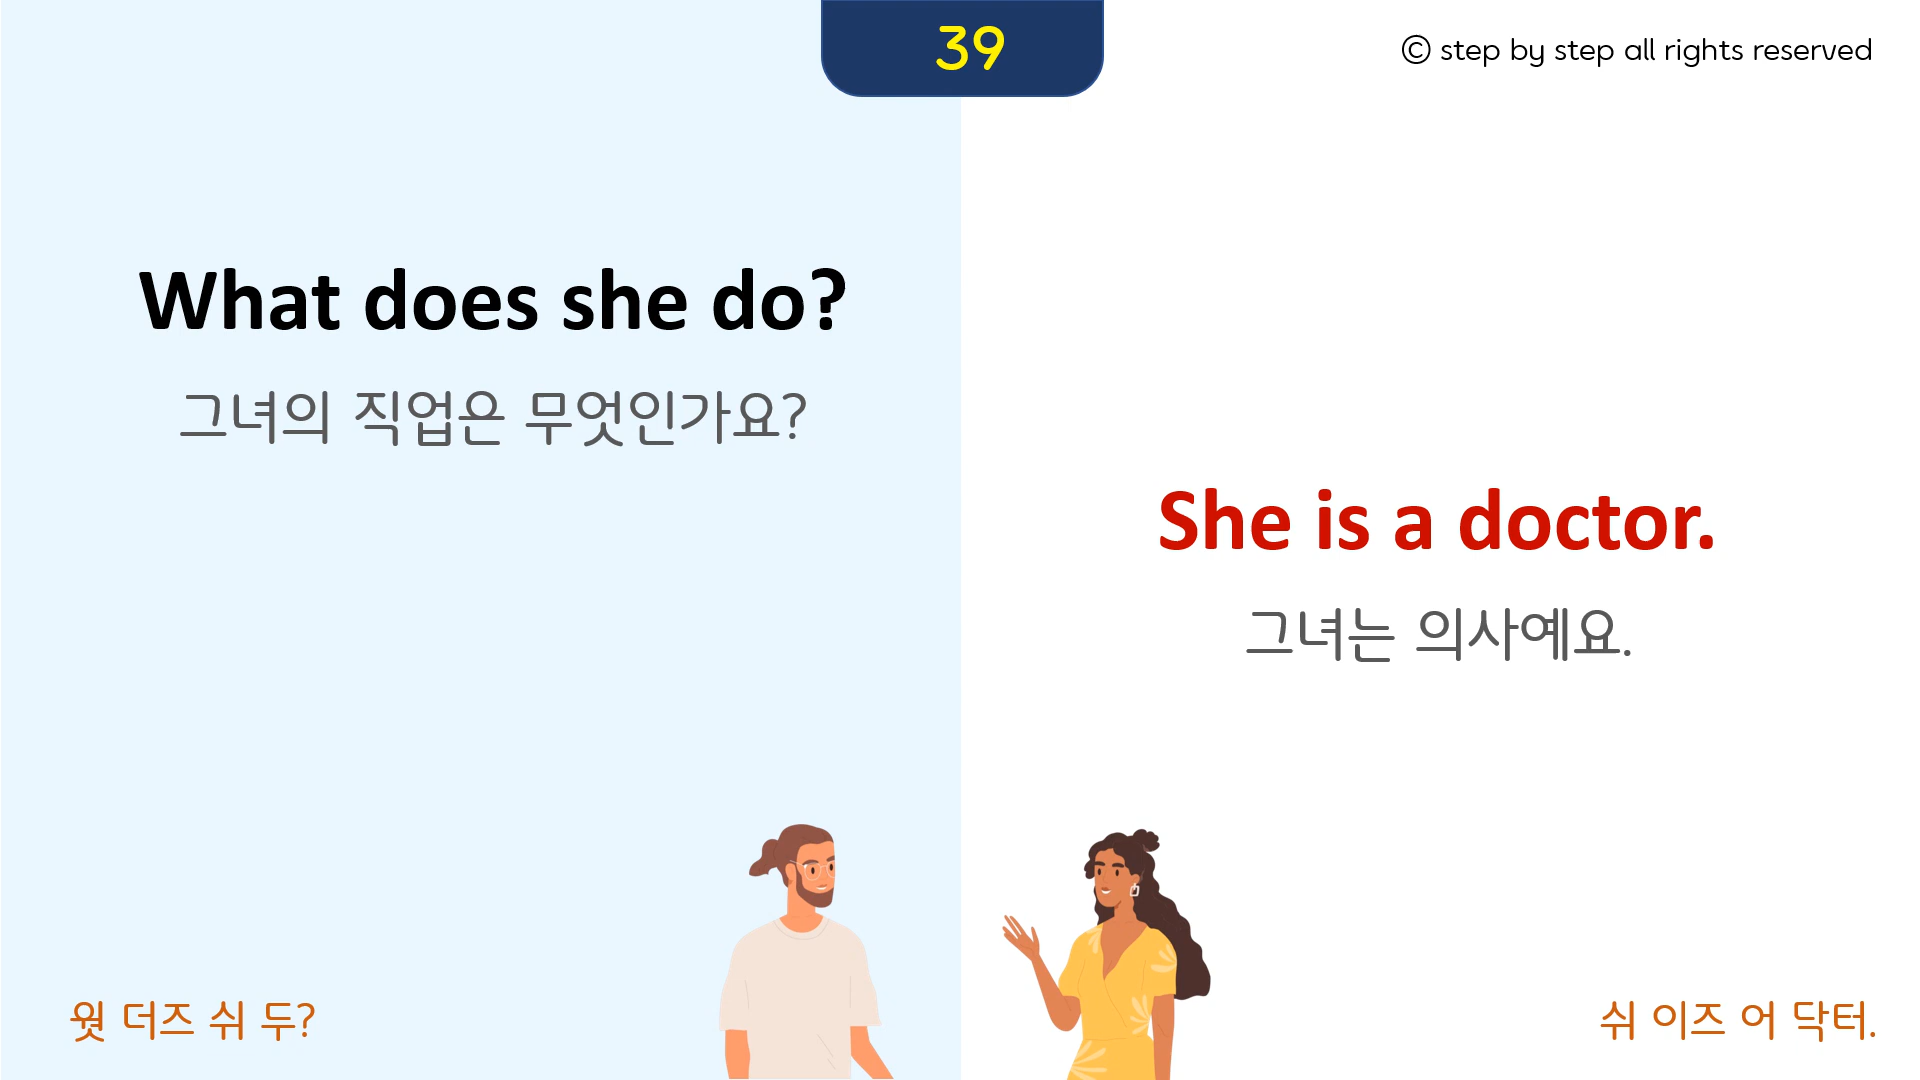 39
© step by step all rights reserved
What does she do?
그녀의 직업은 무엇인가요?
She is a doctor.
그녀는 의사예요.
웟 더즈 쉬 두?
쉬 이즈 어 닥터.